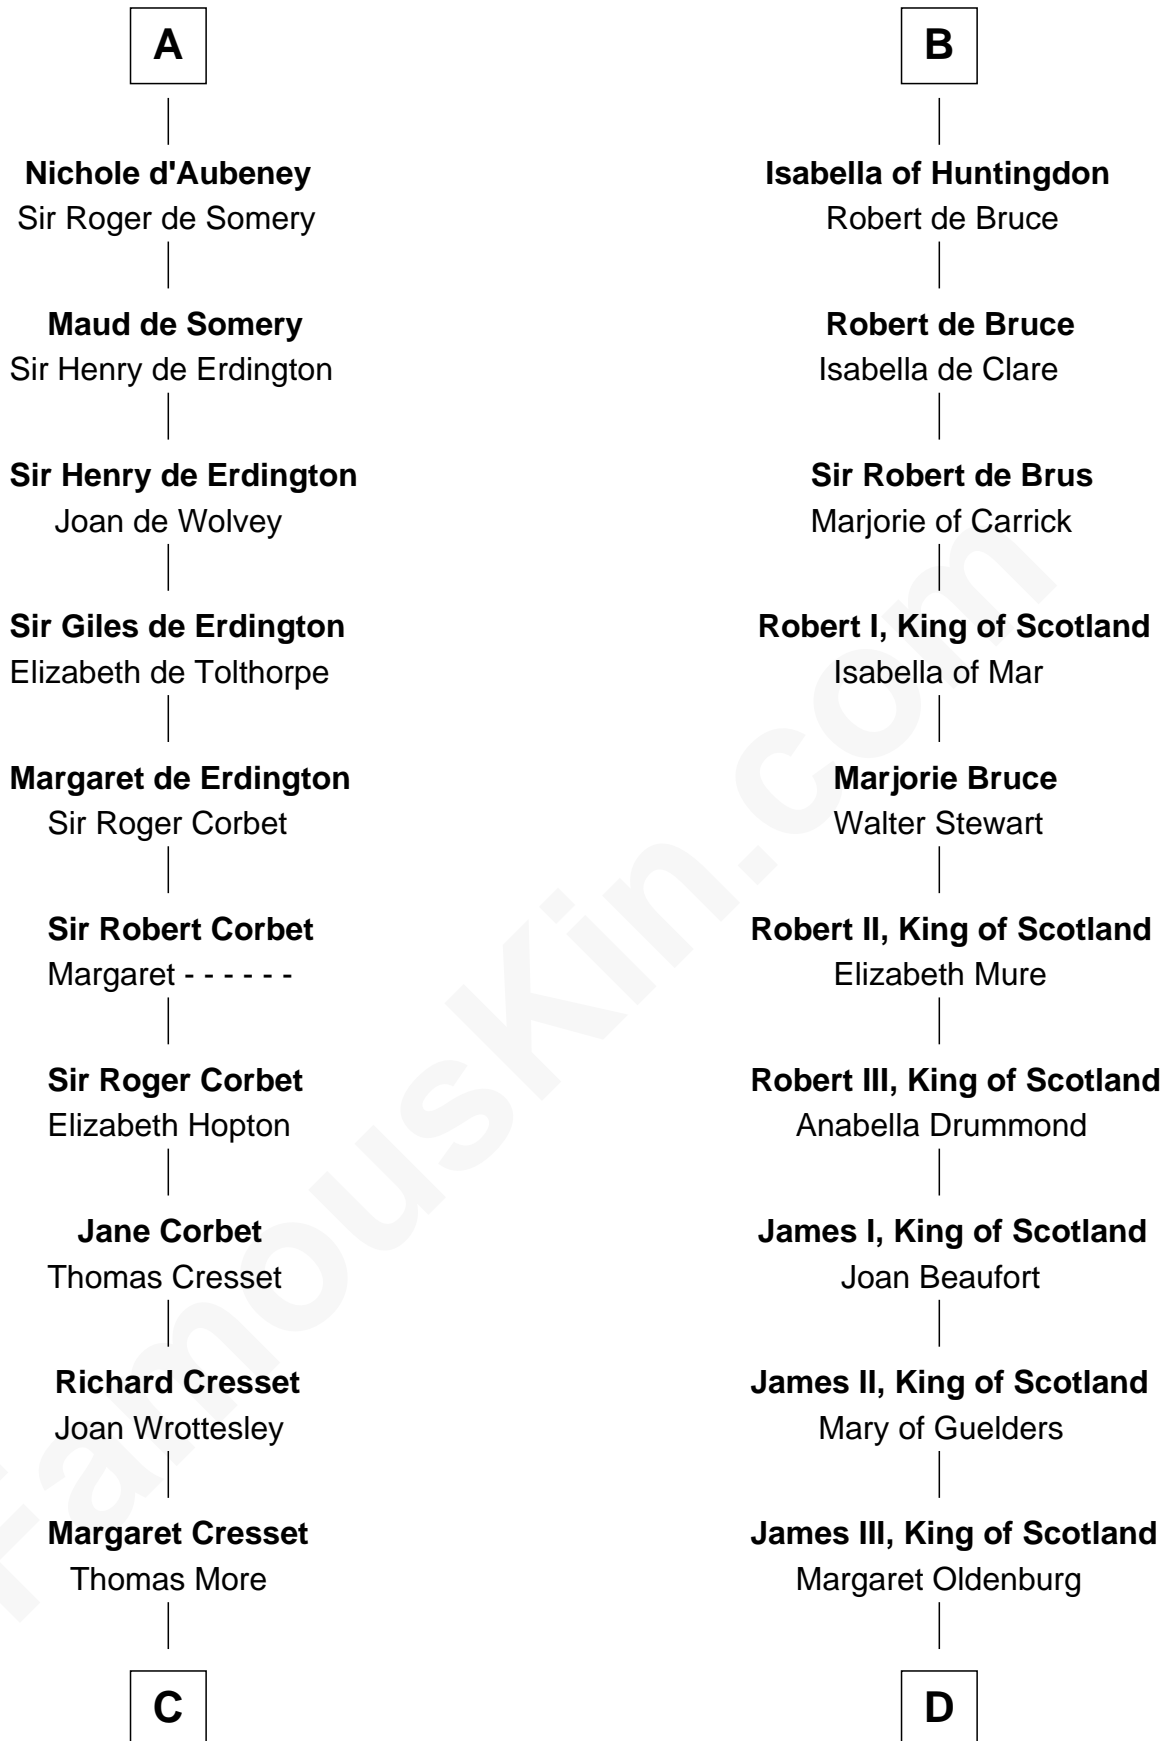 A
Nichole d'Aubeney
Sir Roger de Somery
Maud de Somery
Sir Henry de Erdington
Sir Henry de Erdington
Joan de Wolvey
Sir Giles de Erdington
Elizabeth de Tolthorpe
Margaret de Erdington
Sir Roger Corbet
Sir Robert Corbet
Margaret - - - - - -
Sir Roger Corbet
Elizabeth Hopton
Jane Corbet
Thomas Cresset
Richard Cresset
Joan Wrottesley
Margaret Cresset
Thomas More
C
B
Isabella of Huntingdon
Robert de Bruce
Robert de Bruce
Isabella de Clare
Sir Robert de Brus
Marjorie of Carrick
Robert I, King of Scotland
Isabella of Mar
Marjorie Bruce
Walter Stewart
Robert II, King of Scotland
Elizabeth Mure
Robert III, King of Scotland
Anabella Drummond
James I, King of Scotland
Joan Beaufort
James II, King of Scotland
Mary of Guelders
James III, King of Scotland
Margaret Oldenburg
D
FamousKin.com